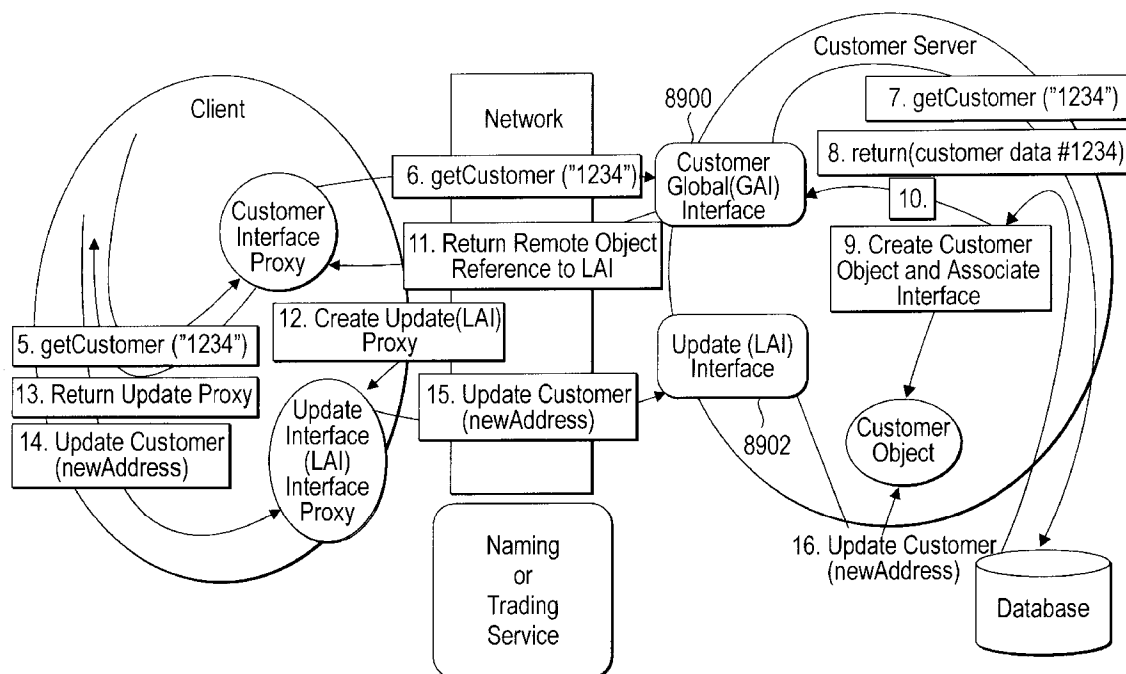 Customer Server
Client
Network
8900
7. getCustomer ("1234")
8. return(customer data #1234)
6. getCustomer ("1234")
Customer
Global(GAI)
Interface
10.
Customer
Interface
Proxy
11. Return Remote Object
Reference to LAI
9. Create Customer
Object and Associate
Interface
12. Create Update(LAI)
Proxy
5. getCustomer ("1234")
13. Return Update Proxy
14. Update Customer
(newAddress)
Update (LAI)
Interface
15. Update Customer
(newAddress)
8902
Update
Interface
(LAI)
Interface
Proxy
Customer
Object
Naming
or
Trading
Service
16. Update Customer
(newAddress)
Database